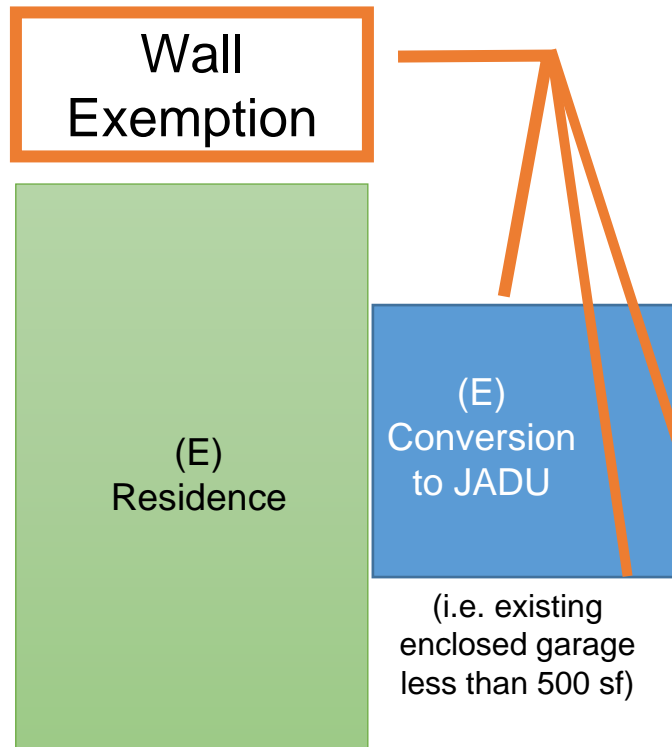 Wall
Exemption
(E)
Residence
(E)
Conversion
to JADU
(i.e. existing
enclosed garage
less than 500 sf)